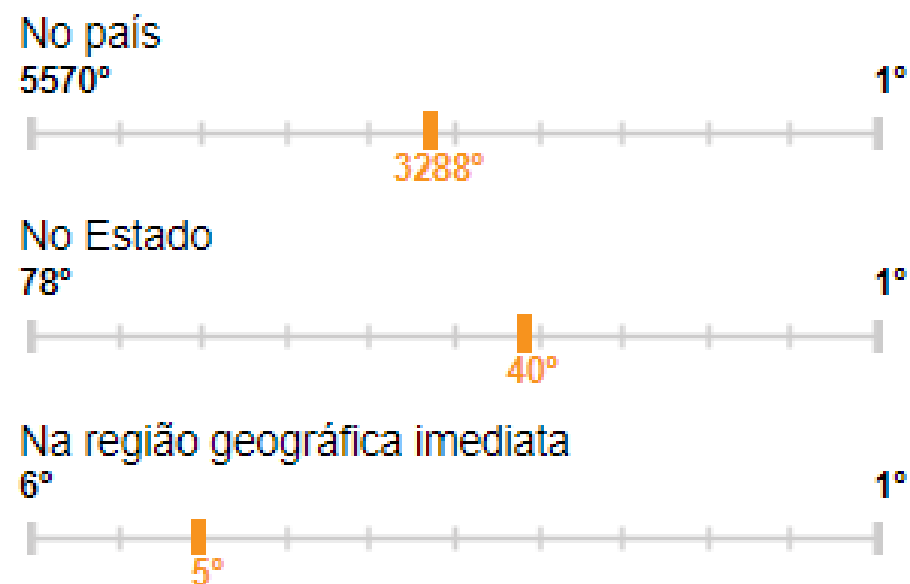 No país
5570º 1º
3288º
No Estado
78º 1º
40º
Na região geográfica imediata
6º 1º
5º